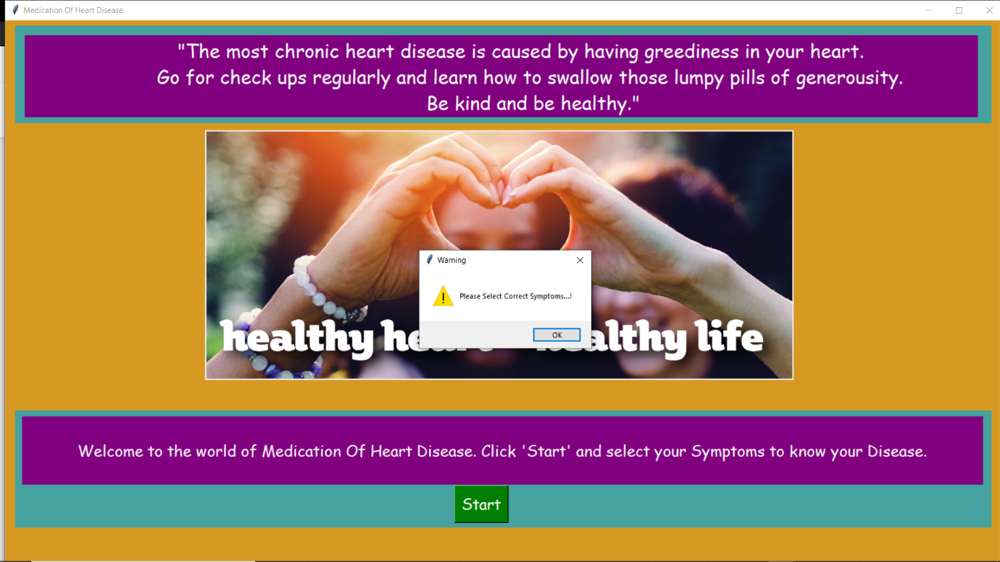 Medication Of Heart Disease.
"The most chronic heart disease is caused by having greediness in your heart.
Go for check ups regularly and learn how to swallow those lumpy pills of generousity.
Be kind and be healthy."
Warning
Please Select Correct Symptoms...!
OK
healthy heart healthy life
Welcome to the world of Medication Of Heart Disease. Click 'Start' and select your Symptoms to know your Disease.
Start